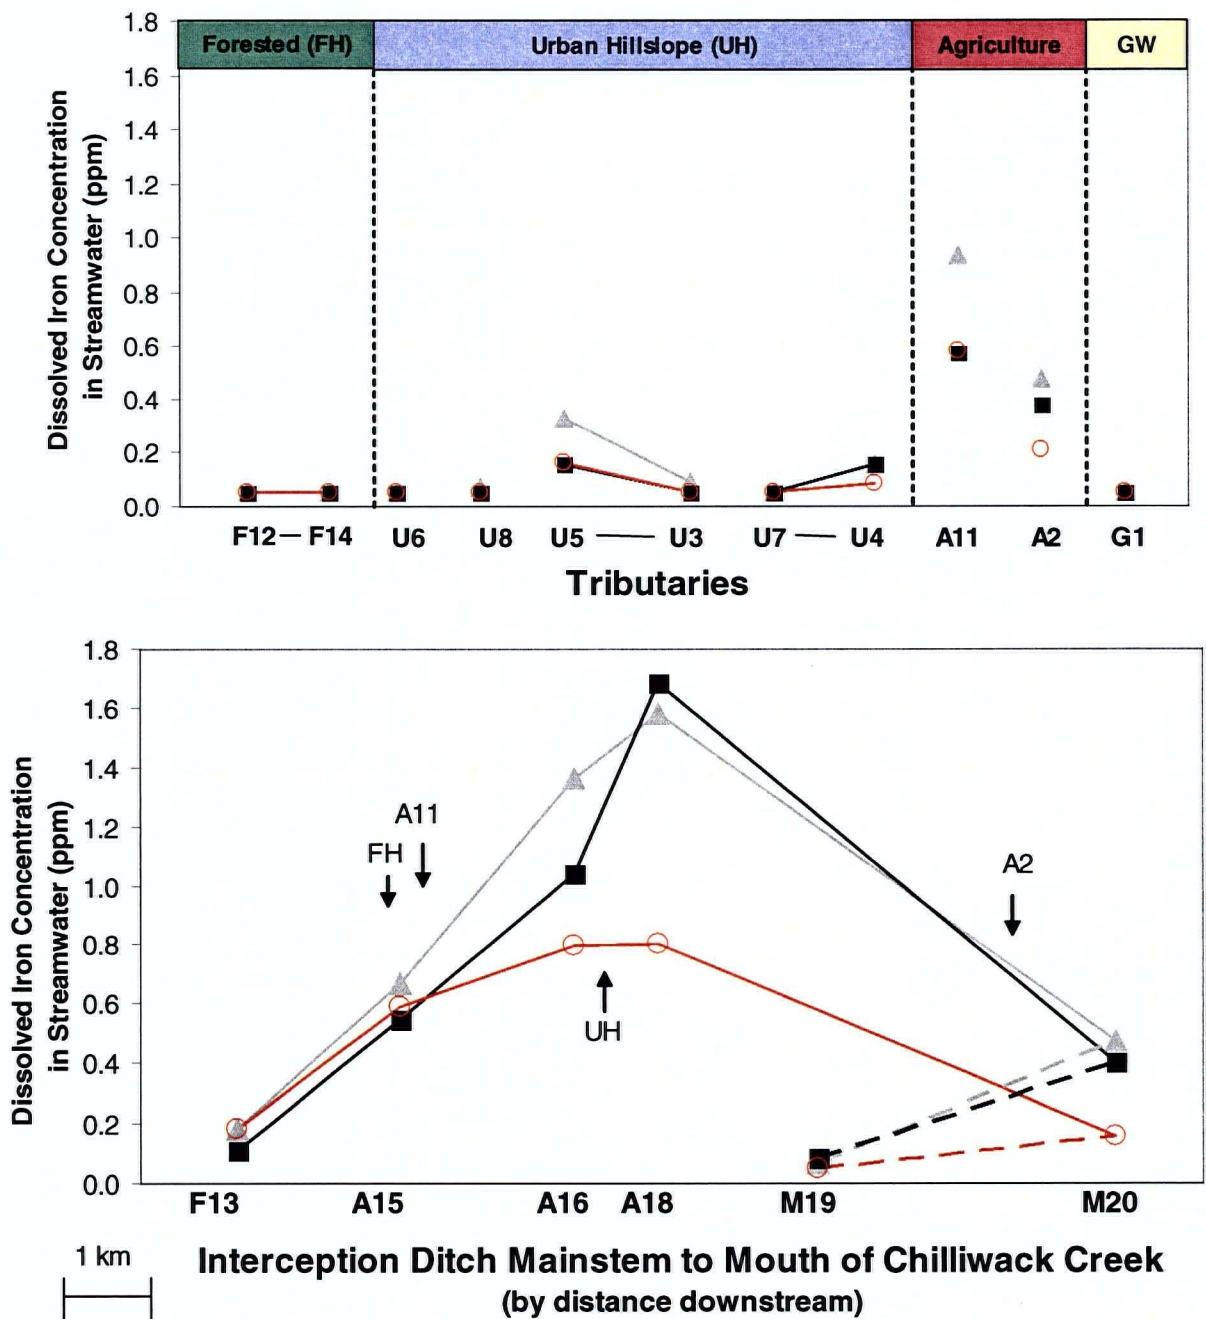 1.8
Forested (FH) Urban Hillslope (UH) Agriculture GW
1.6
1.4
1.2
1.0
0.8
0.6
0.4
0.2
0.0
Dissolved Iron Concentration
in Streamwater (ppm)
F12 — F14 U6 U8 U5 — U3 U7 — U4 A11 A2 G1
Tributaries
1.8
1.6
1.4
1.2
1.0
0.8
0.6
0.4
0.2
0.0
Dissolved Iron Concentration
in Streamwater (ppm)
A11
FH
A2
UH
F13 A15 A16 A18 M19 M20
1 km
Interception Ditch Mainstem to Mouth of Chilliwack Creek
(by distance downstream)